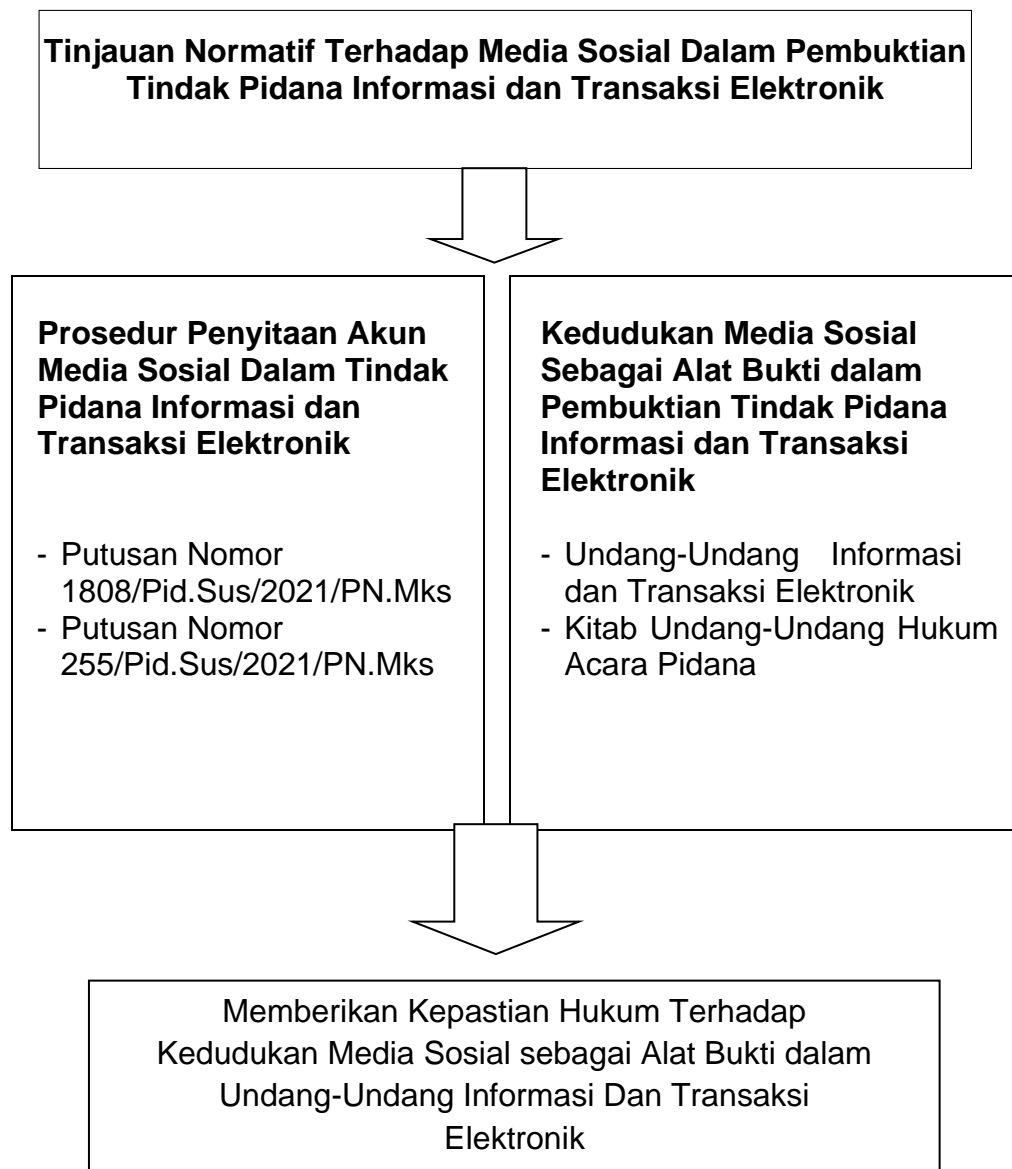 Tinjauan Normatif Terhadap Media Sosial Dalam Pembuktian
Tindak Pidana Informasi dan Transaksi Elektronik
Prosedur Penyitaan Akun
Media Sosial Dalam Tindak
Pidana Informasi dan
Transaksi Elektronik
- Putusan Nomor
1808/Pid.Sus/2021/PN.Mks
- Putusan Nomor
255/Pid.Sus/2021/PN.Mks
Kedudukan Media Sosial
Sebagai Alat Bukti dalam
Pembuktian Tindak Pidana
Informasi dan Transaksi
Elektronik
- Undang-Undang Informasi
dan Transaksi Elektronik
- Kitab Undang-Undang Hukum
Acara Pidana
Memberikan Kepastian Hukum Terhadap
Kedudukan Media Sosial sebagai Alat Bukti dalam
Undang-Undang Informasi Dan Transaksi
Elektronik